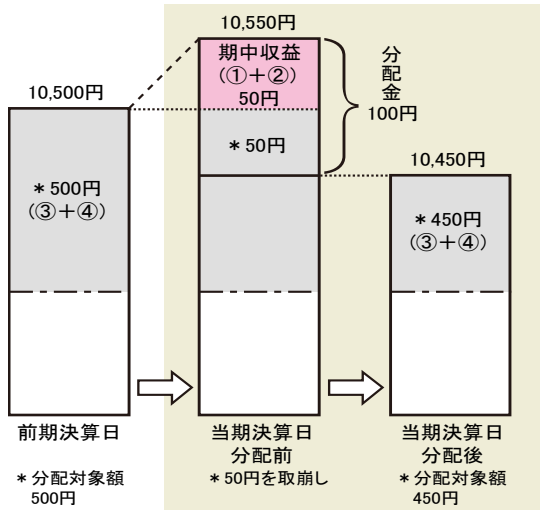 10,500円
＊500円
（③＋④）
前期決算日
＊分配対象額
500円
10,550円
期中収益
（①＋②）
50円
＊50円
分配金
100円
当期決算日
分配前
＊50円を取崩し
10,450円
＊450円
（③＋④）
当期決算日
分配後
＊分配対象額
450円